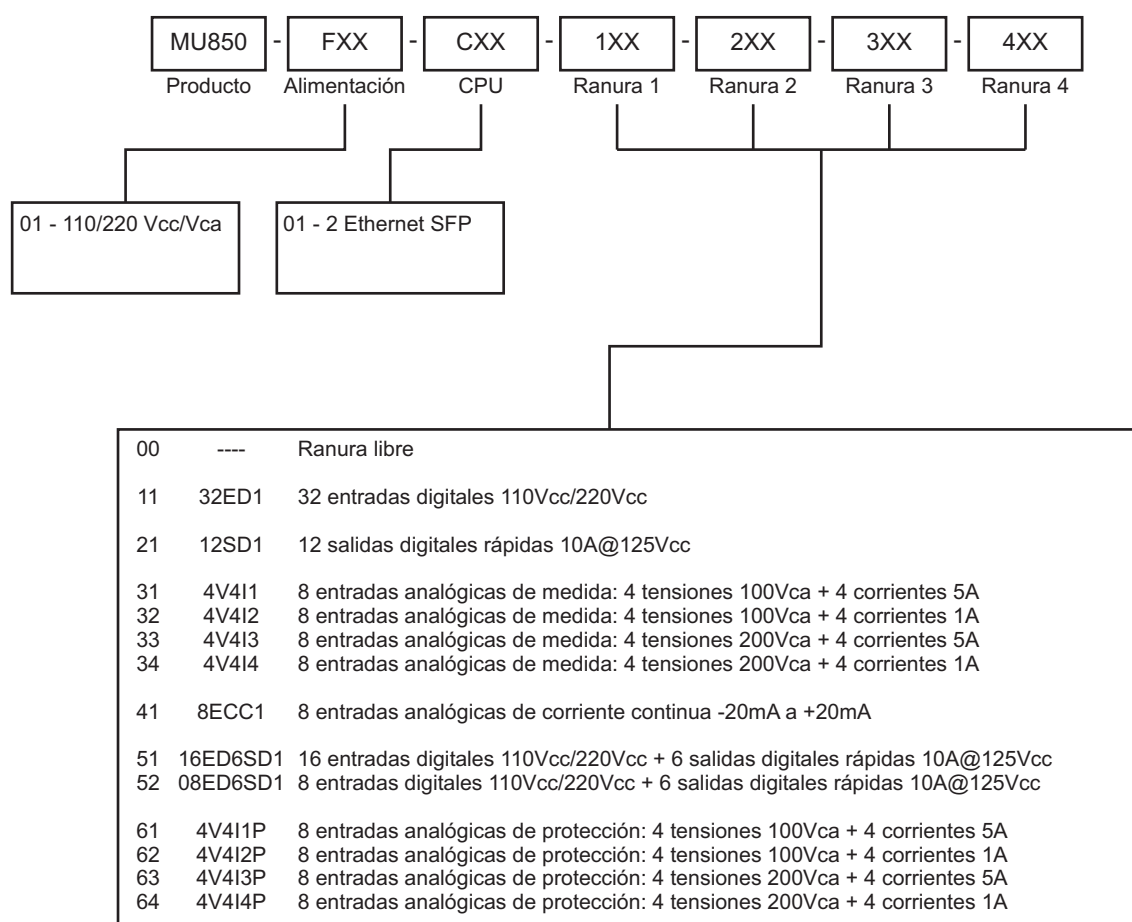 MU850 - FXX - CXX - 1XX - 2XX - 3XX - 4XX
Producto Alimentación CPU Ranura 1 Ranura 2 Ranura 3 Ranura 4
01 - 110/220 Vcc/Vca
01 - 2 Ethernet SFP
00 ---- Ranura libre
11 32ED1 32 entradas digitales 110Vcc/220Vcc
21 12SD1 12 salidas digitales rápidas 10A@125Vcc
31 4V4I1 8 entradas analógicas de medida: 4 tensiones 100Vca + 4 corrientes 5A
32 4V4I2 8 entradas analógicas de medida: 4 tensiones 100Vca + 4 corrientes 1A
33 4V4I3 8 entradas analógicas de medida: 4 tensiones 200Vca + 4 corrientes 5A
34 4V4I4 8 entradas analógicas de medida: 4 tensiones 200Vca + 4 corrientes 1A
41 8ECC1 8 entradas analógicas de corriente continua -20mA a +20mA
51 16ED6SD1 16 entradas digitales 110Vcc/220Vcc + 6 salidas digitales rápidas 10A@125Vcc
52 08ED6SD1 8 entradas digitales 110Vcc/220Vcc + 6 salidas digitales rápidas 10A@125Vcc
61 4V4I1P 8 entradas analógicas de protección: 4 tensiones 100Vca + 4 corrientes 5A
62 4V4I2P 8 entradas analógicas de protección: 4 tensiones 100Vca + 4 corrientes 1A
63 4V4I3P 8 entradas analógicas de protección: 4 tensiones 200Vca + 4 corrientes 5A
64 4V4I4P 8 entradas analógicas de protección: 4 tensiones 200Vca + 4 corrientes 1A